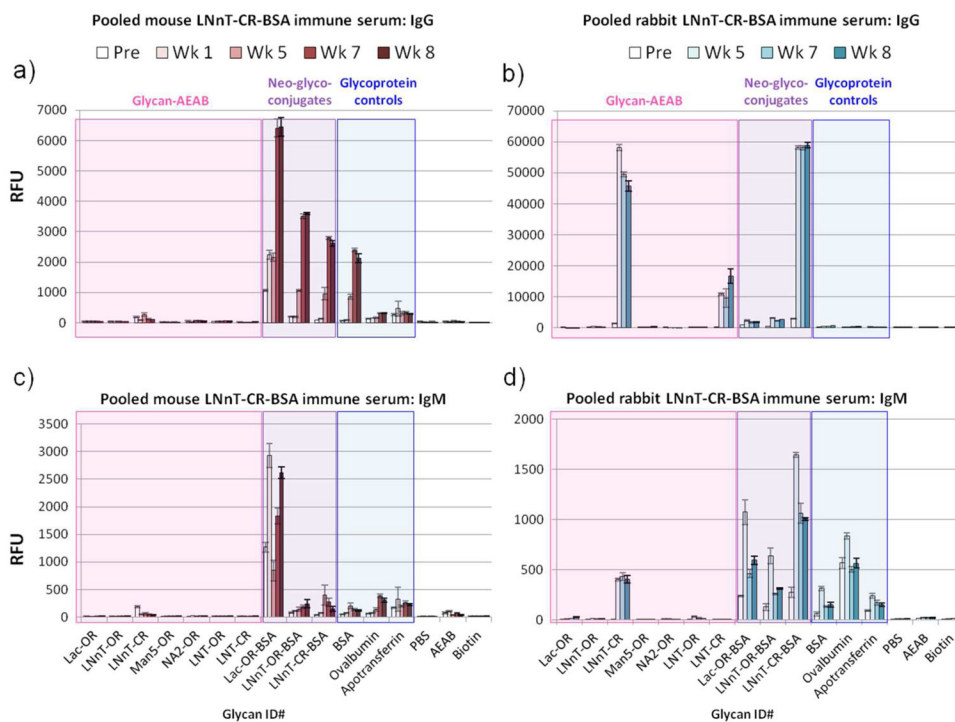 Pooled mouse LNnT-CR-BSA immune serum: IgG
Pre Wk 1 Wk 5 Wk 7 Wk 8
a)
Glycan-AEAB
Neo-glyco-
conjugates
Glycoprotein
controls
7000
6000
5000
4000
3000
2000
1000
0
RFU
Pooled rabbit LNnT-CR-BSA immune serum: IgG
Pre Wk 5 Wk 7 Wk 8
b)
Glycan-AEAB
Neo-glyco-
conjugates
Glycoprotein
controls
70000
60000
50000
40000
30000
20000
10000
0
c)
Pooled mouse LNnT-CR-BSA immune serum: IgM
3500
3000
2500
2000
1500
1000
500
0
RFU
Lac-OR
LNnT-OR
LNnT-CR
Man5-OR
NA2-OR
LNT-OR
LNT-CR
Lac-OR-BSA
LNnT-OR-BSA
LNnT-CR-BSA
BSA
Ovalbumin
Apotransferrin
PBS
AEAB
Biotin
Glycan ID#
d)
Pooled rabbit LNnT-CR-BSA immune serum: IgM
2000
1500
1000
500
0
Lac-OR
LNnT-OR
LNnT-CR
Man5-OR
NA2-OR
LNT-OR
LNT-CR
Lac-OR-BSA
LNnT-OR-BSA
LNnT-CR-BSA
BSA
Ovalbumin
Apotransferrin
PBS
AEAB
Biotin
Glycan ID#